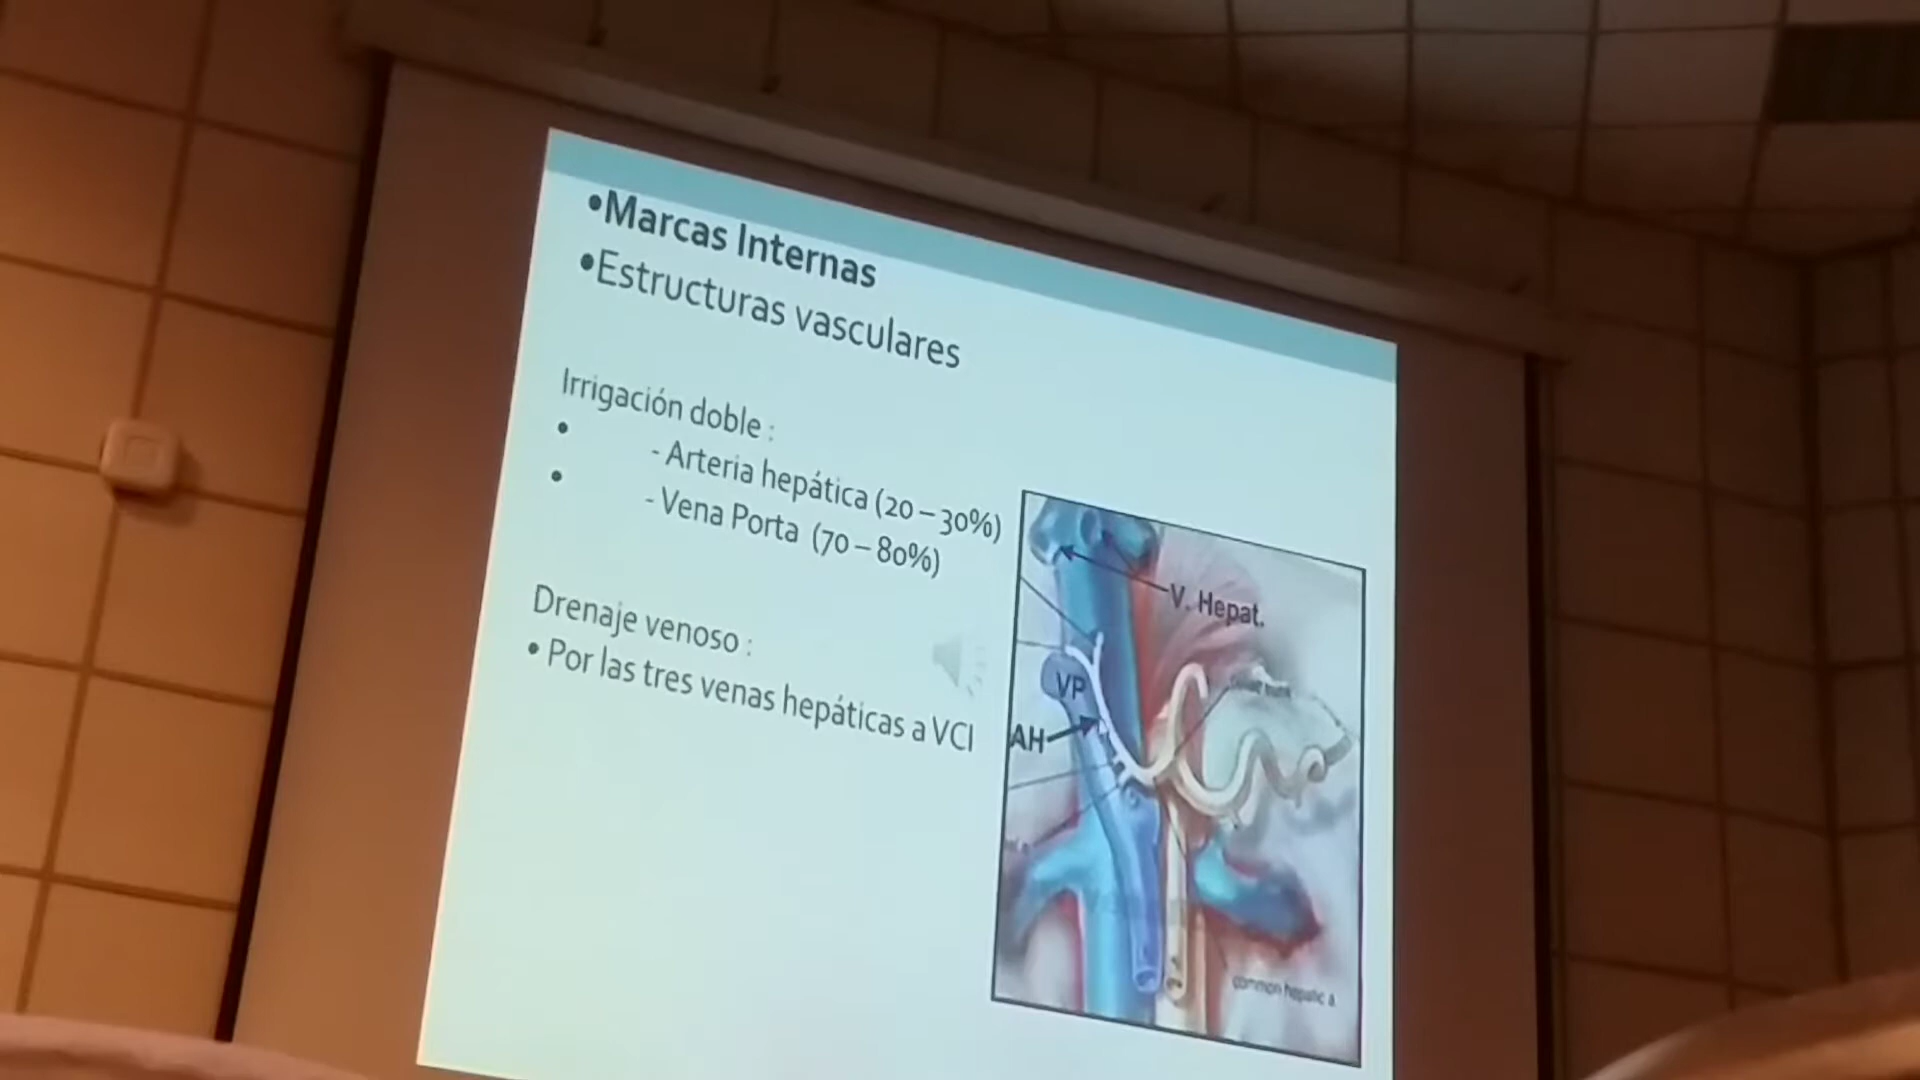 •Marcas Internas
•Estructuras vasculares
Irrigación doble :
• - Arteria hepática (20 – 30%)
• - Vena Porta (70 – 80%)
Drenaje venoso :
• Por las tres venas hepáticas a VCI
V. Hepat.
VP
AH
common hepatic a